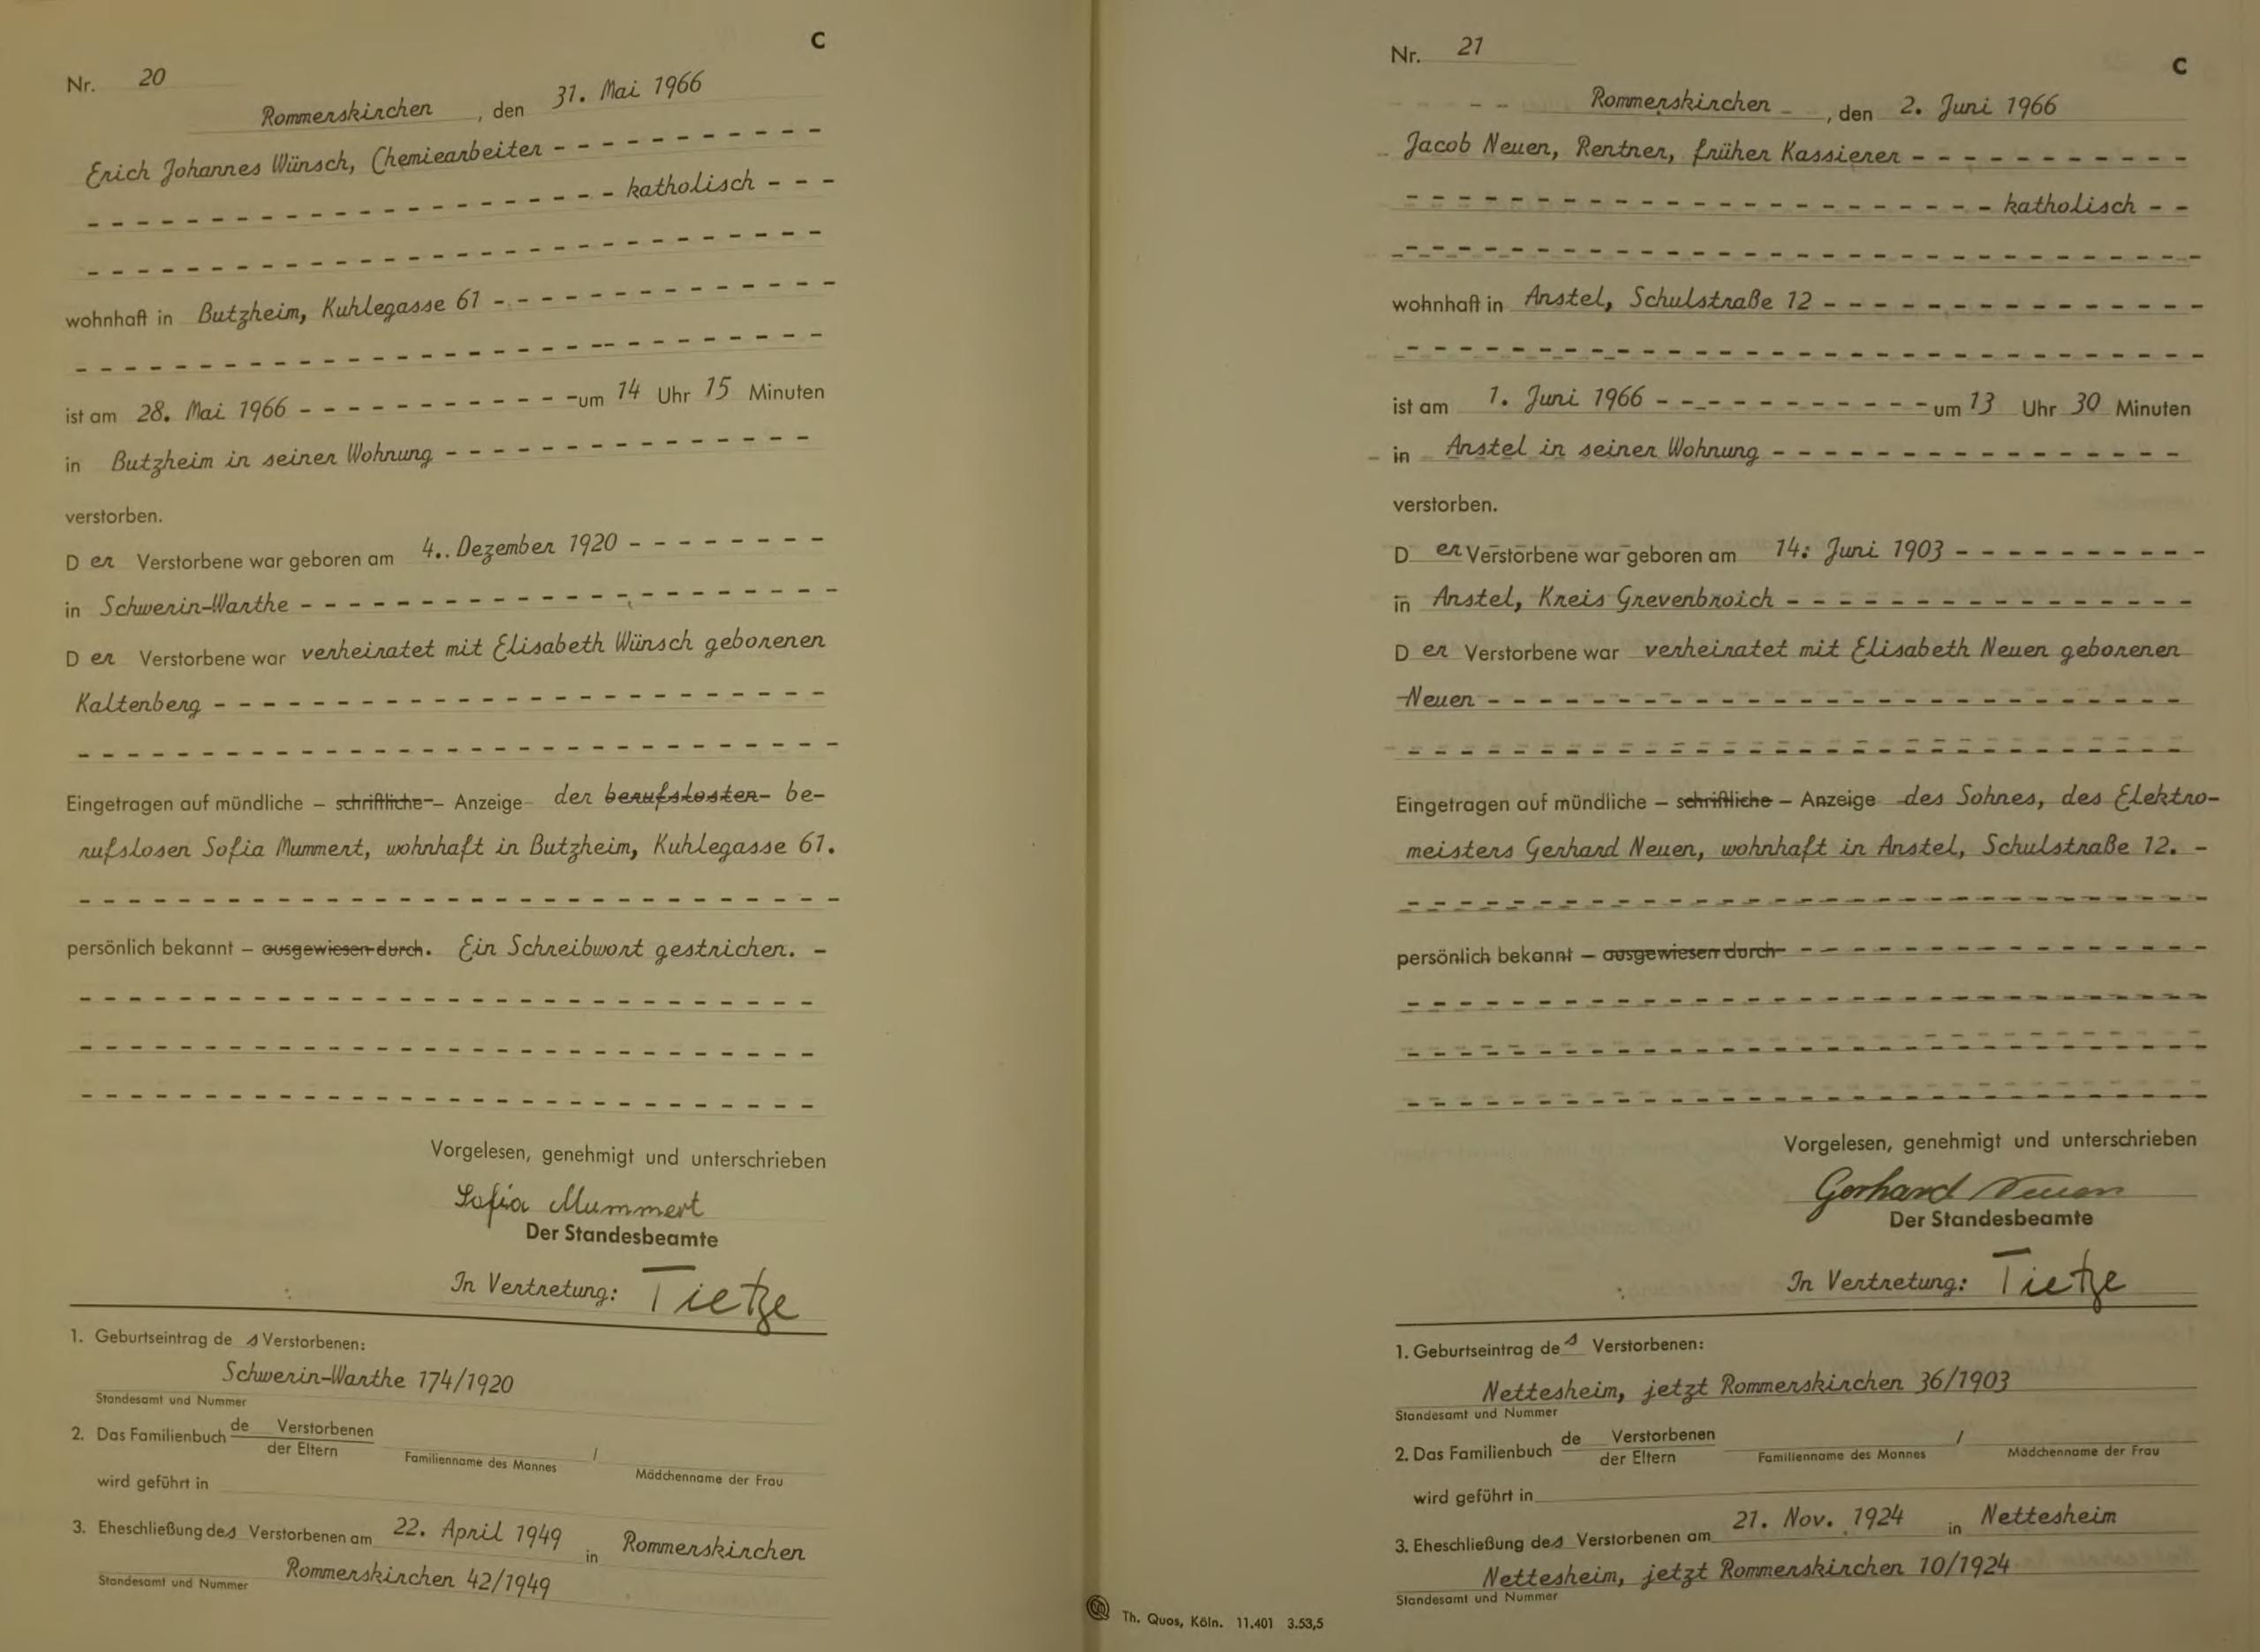 C
Nr. 20
Rommerskirchen, den 31. Mai 1966
Erich Johannes Wünsch, Chemiearbeiter - - - - - - - - - - -
- - - - - - - - - - - - - - - - - - - - - katholisch - - -
- - - - - - - - - - - - - - - - - - - - - - - - - - - - - -
wohnhaft in Butzheim, Kuhlegasse 61 - - - - - - - - - - - - -
- - - - - - - - - - - - - - - - - - - - - - - - - - - - - -
ist am 28. Mai 1966 - - - - - - - - - - - um 14 Uhr 15 Minuten
in Butzheim in seiner Wohnung - - - - - - - - - - - - - - -
verstorben.
Der Verstorbene war geboren am 4.. Dezember 1920 - - - - - - - -
in Schwerin-Warthe - - - - - - - - - - - - - - - - - - - - -
Der Verstorbene war verheiratet mit Elisabeth Wünsch geborenen
Kaltenberg - - - - - - - - - - - - - - - - - - - - - - - - -
- - - - - - - - - - - - - - - - - - - - - - - - - - - - - -
Eingetragen auf mündliche – schriftliche – Anzeige der berufslosten- be-
rufslosen Sofia Mummert, wohnhaft in Butzheim, Kuhlegasse 61.
- - - - - - - - - - - - - - - - - - - - - - - - - - - - - -
persönlich bekannt – ausgewiesen durch. Ein Schreibwort gestrichen. -
- - - - - - - - - - - - - - - - - - - - - - - - - - - - - -
- - - - - - - - - - - - - - - - - - - - - - - - - - - - - -
- - - - - - - - - - - - - - - - - - - - - - - - - - - - - -
Vorgelesen, genehmigt und unterschrieben
Sofia Mummert
Der Standesbeamte
In Vertretung: Tietze
1. Geburtseintrag des Verstorbenen:
Schwerin-Warthe 174/1920
Standesamt und Nummer
2. Das Familienbuch de Verstorbenen
der Eltern
Familienname des Mannes / Mädchenname der Frau
wird geführt in
3. Eheschließung des Verstorbenen am 22. April 1949 in Rommerskirchen
Rommerskirchen 42/1949
Standesamt und Nummer
Nr. 21
C
Rommerskirchen, den 2. Juni 1966
Jacob Neuen, Rentner, früher Kassierer - - - - - - - - - - -
- - - - - - - - - - - - - - - - - - - - - - - katholisch - -
- - - - - - - - - - - - - - - - - - - - - - - - - - - - - -
wohnhaft in Anstel, Schulstraße 12 - - - - - - - - - - - - - -
- - - - - - - - - - - - - - - - - - - - - - - - - - - - - -
ist am 1. Juni 1966 - - - - - - - - - - - um 13 Uhr 30 Minuten
in Anstel in seiner Wohnung - - - - - - - - - - - - - - - -
verstorben.
Der Verstorbene war geboren am 14. Juni 1903 - - - - - - - - - -
in Anstel, Kreis Grevenbroich - - - - - - - - - - - - - - - -
Der Verstorbene war verheiratet mit Elisabeth Neuen geborenen
Neuen - - - - - - - - - - - - - - - - - - - - - - - - - - -
- - - - - - - - - - - - - - - - - - - - - - - - - - - - - -
Eingetragen auf mündliche – schriftliche – Anzeige des Sohnes, des Elektro-
meisters Gerhard Neuen, wohnhaft in Anstel, Schulstraße 12. -
- - - - - - - - - - - - - - - - - - - - - - - - - - - - - -
persönlich bekannt – ausgewiesen durch - - - - - - - - - - - - - - -
- - - - - - - - - - - - - - - - - - - - - - - - - - - - - -
- - - - - - - - - - - - - - - - - - - - - - - - - - - - - -
- - - - - - - - - - - - - - - - - - - - - - - - - - - - - -
Vorgelesen, genehmigt und unterschrieben
Gerhard Neuen
Der Standesbeamte
In Vertretung: Tietze
1. Geburtseintrag des Verstorbenen:
Nettesheim, jetzt Rommerskirchen 36/1903
Standesamt und Nummer
2. Das Familienbuch de Verstorbenen
der Eltern
Familienname des Mannes / Mädchenname der Frau
wird geführt in
3. Eheschließung des Verstorbenen am 21. Nov. 1924 in Nettesheim
Nettesheim, jetzt Rommerskirchen 10/1924
Standesamt und Nummer
Th. Quos, Köln. 11.401 3.53,5